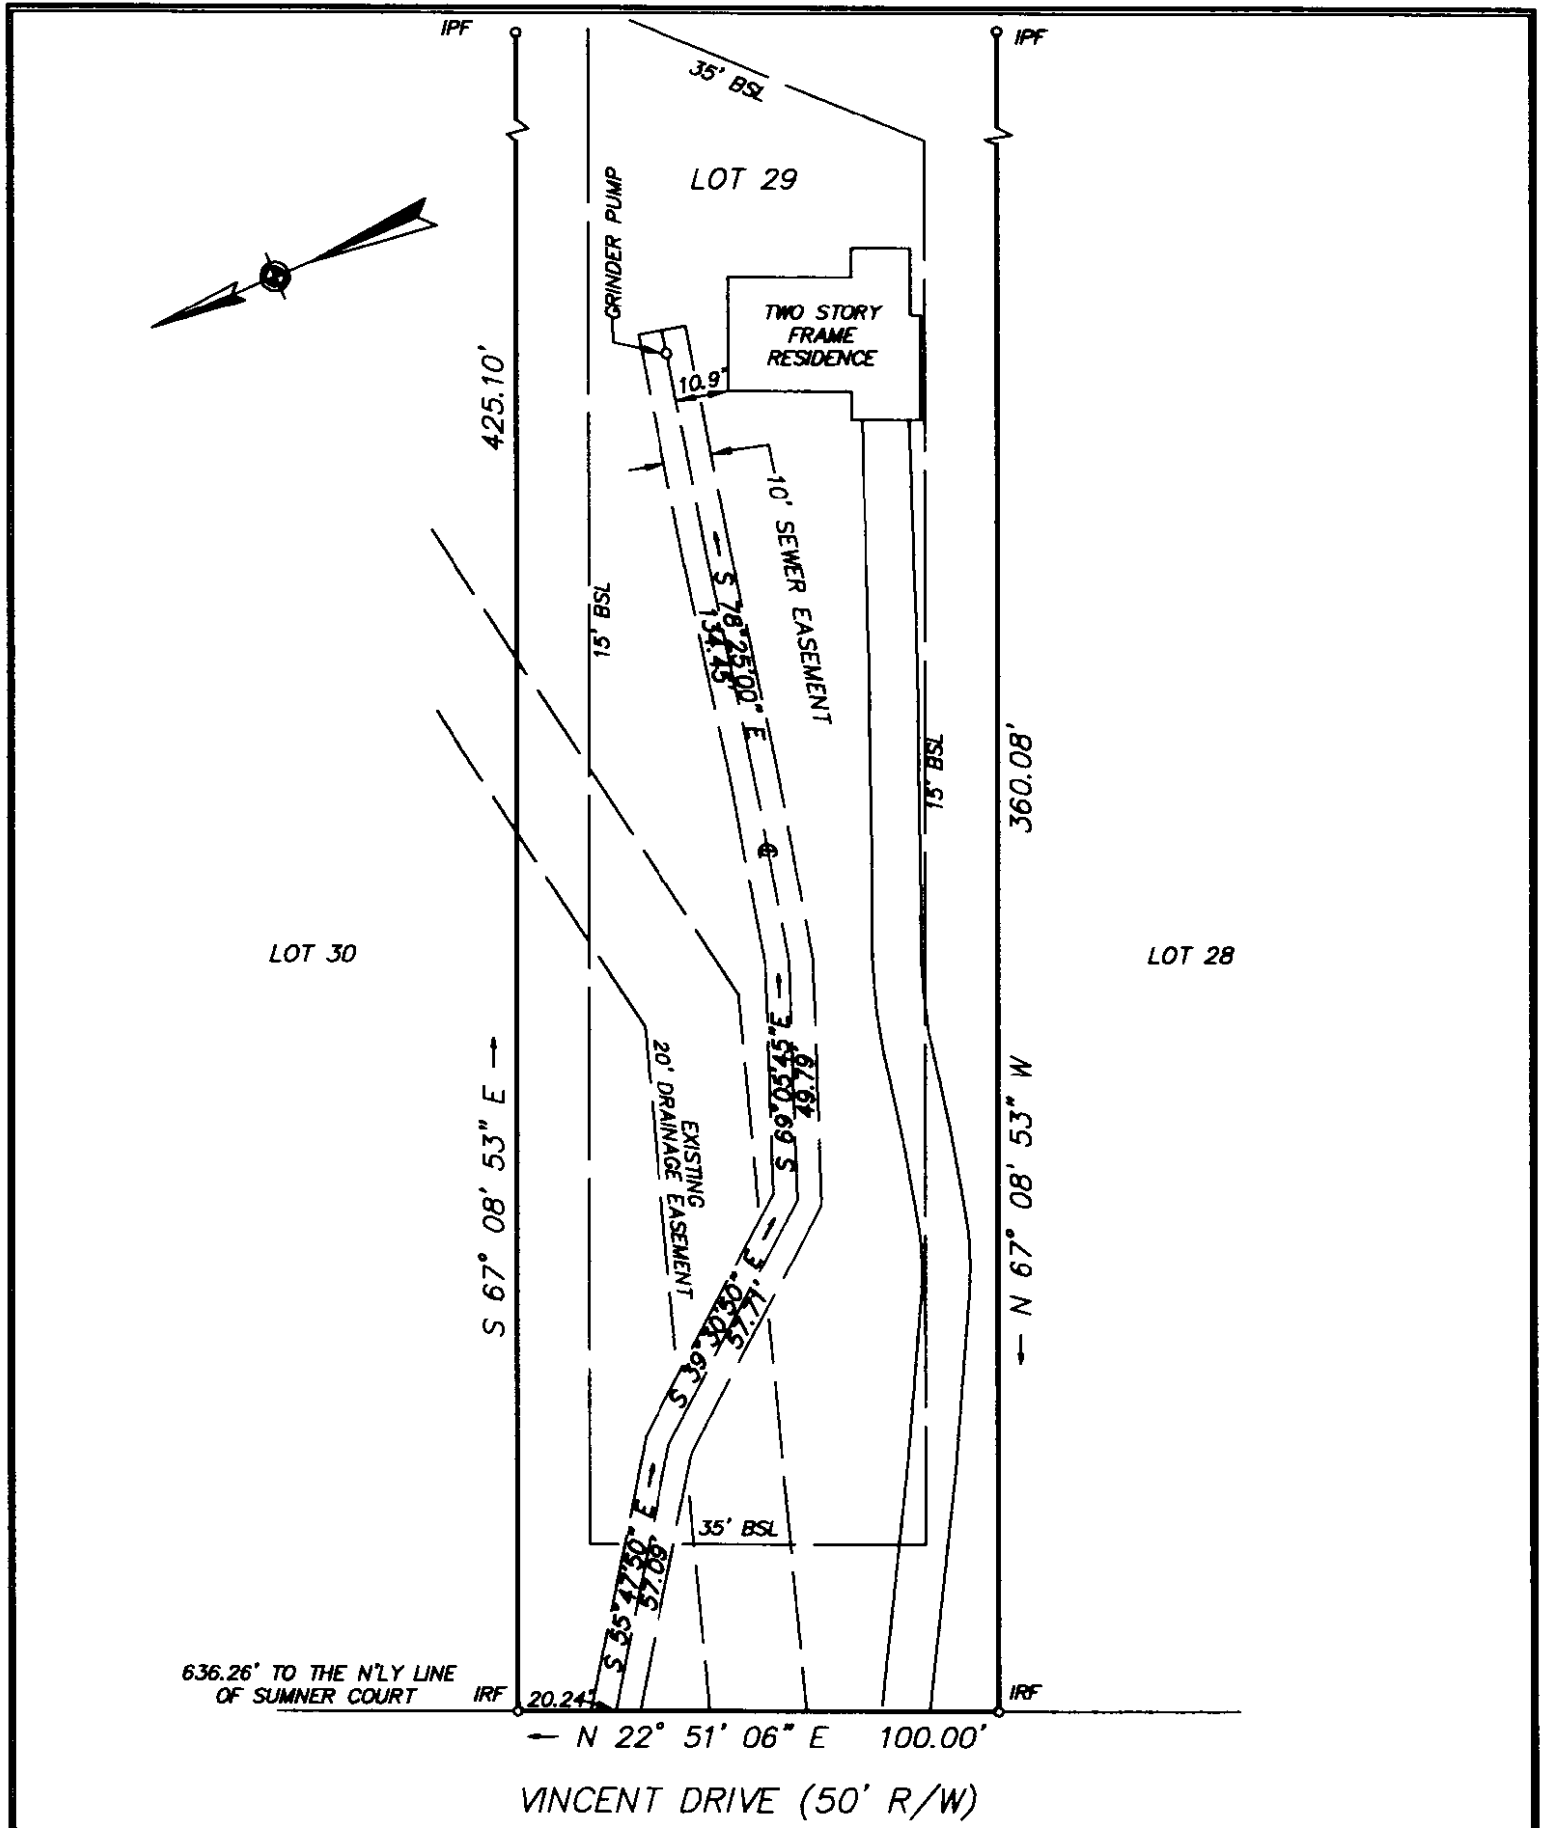 IPF
IPF
35' BSL
LOT 29
GRINDER PUMP
TWO STORY
FRAME
RESIDENCE
10.9'
425.10'
10' SEWER EASEMENT
S 78°25'00" E
134.45'
15' BSL
15' BSL
360.08'
LOT 30
LOT 28
S 67° 08' 53" E
N 67° 08' 53" W
S 69°05'45" E
49.79'
EXISTING
20' DRAINAGE EASEMENT
S 39°30'50" E
57.71'
35' BSL
S 55°47'50" E
57.09'
636.26' TO THE N'LY LINE
OF SUMNER COURT
IRF
20.24'
IRF
N 22° 51' 06" E 100.00'
VINCENT DRIVE (50' R/W)